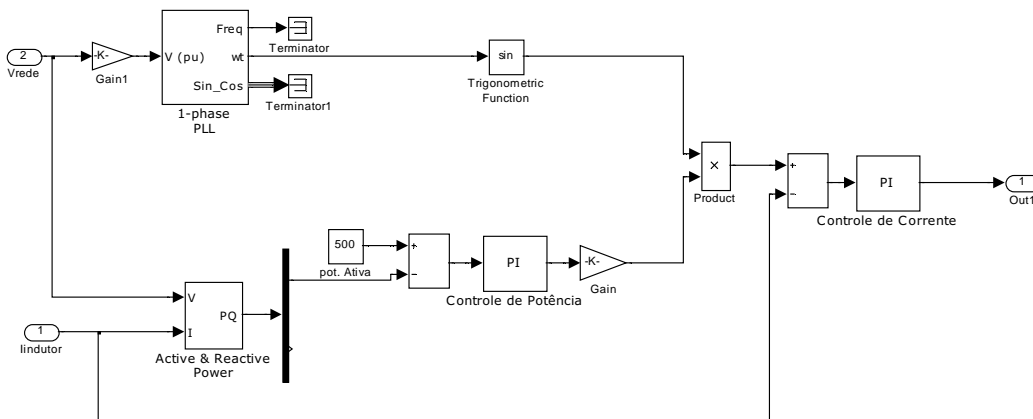 2
Vrede
-K-
Gain1
V (pu)
Freq
wt
Sin_Cos
1-phase
PLL
Terminator
Terminator1
sin
Trigonometric
Function
×
Product
+
−
PI
Controle de Corrente
1
Out1
500
pot. Ativa
+
−
PI
Controle de Potência
-K-
Gain
V
I
PQ
Active & Reactive
Power
1
Iindutor